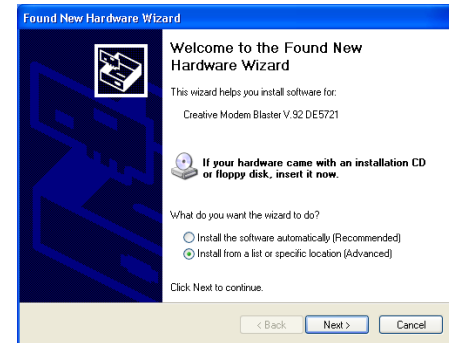 Found New Hardware Wizard
Welcome to the Found New
Hardware Wizard
This wizard helps you install software for:
Creative Modem Blaster V.92 DE5721
If your hardware came with an installation CD
or floppy disk, insert it now.
What do you want the wizard to do?
Install the software automatically (Recommended)
Install from a list or specific location (Advanced)
Click Next to continue.
< Back Next > Cancel